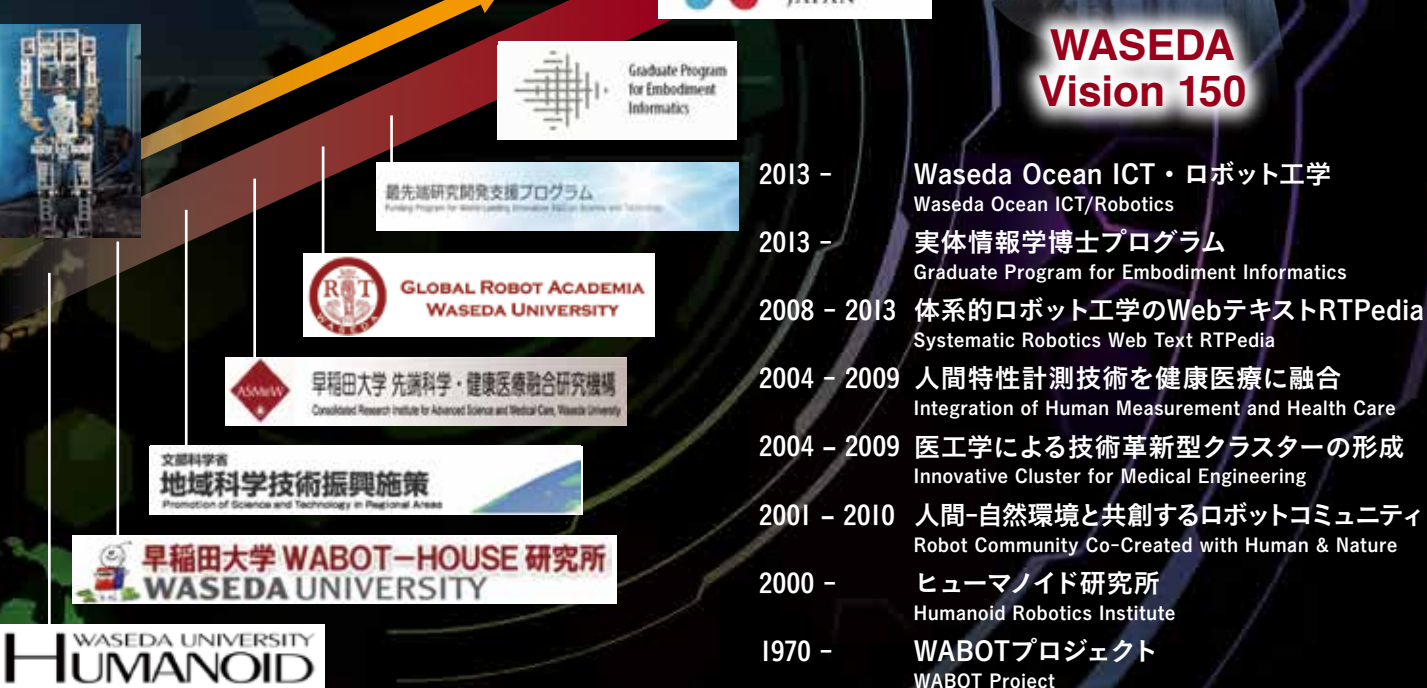 JAPAN
Graduate Program
for Embodiment
Informatics
最先端研究開発支援プログラム
Funding Program for World-Leading Innovative R&D on Science and Technology
RT
WASEDA
GLOBAL ROBOT ACADEMIA
WASEDA UNIVERSITY
ASMeW
早稲田大学 先端科学・健康医療融合研究機構
Consolidated Research Institute for Advanced Science and Medical Care, Waseda University
文部科学省
地域科学技術振興施策
Promotion of Science and Technology in Regional Areas
早稲田大学 WABOT-HOUSE 研究所
WASEDA UNIVERSITY
WASEDA UNIVERSITY
HUMANOID
WASEDA
Vision 150
2013 - Waseda Ocean ICT・ロボット工学
Waseda Ocean ICT/Robotics
2013 - 実体情報学博士プログラム
Graduate Program for Embodiment Informatics
2008 - 2013 体系的ロボット工学のWebテキストRTPedia
Systematic Robotics Web Text RTPedia
2004 - 2009 人間特性計測技術を健康医療に融合
Integration of Human Measurement and Health Care
2004 - 2009 医工学による技術革新型クラスターの形成
Innovative Cluster for Medical Engineering
2001 - 2010 人間-自然環境と共創するロボットコミュニティ
Robot Community Co-Created with Human & Nature
2000 - ヒューマノイド研究所
Humanoid Robotics Institute
1970 - WABOTプロジェクト
WABOT Project